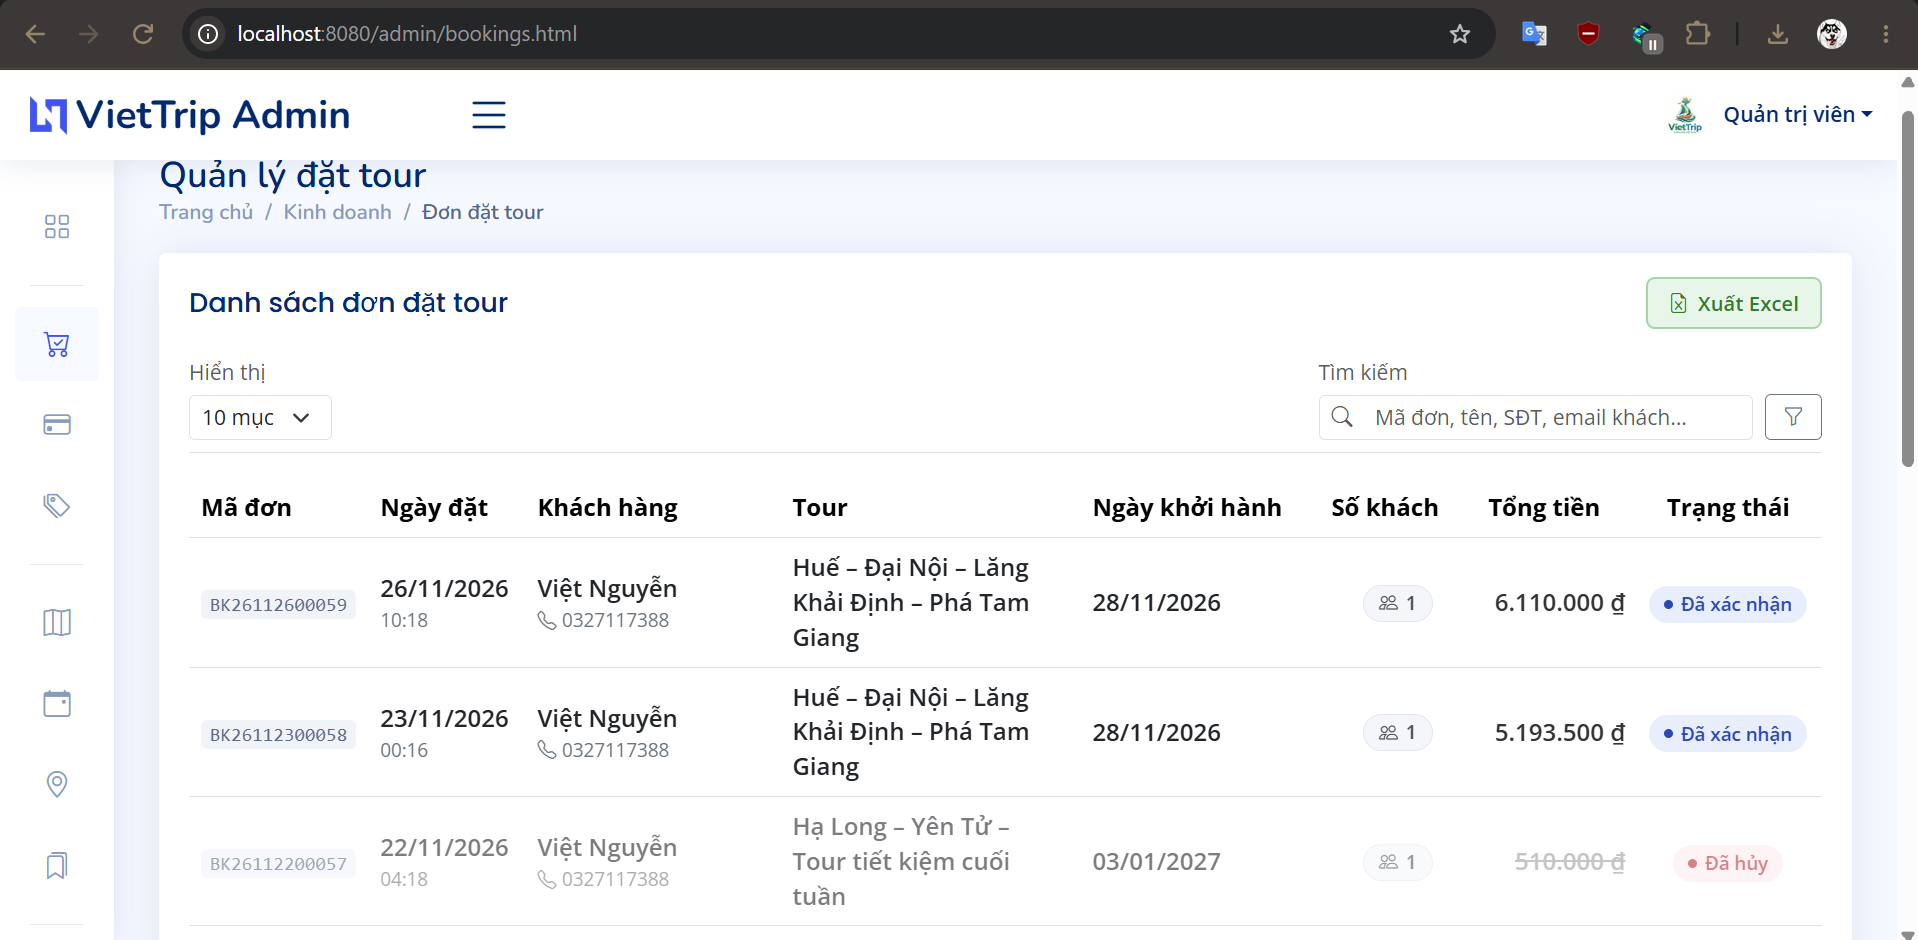 localhost:8080/admin/bookings.html
VietTrip Admin
VietTrip
Quản trị viên
Quản lý đặt tour
Trang chủ / Kinh doanh / Đơn đặt tour
Danh sách đơn đặt tour
Xuất Excel
Hiển thị
Tìm kiếm
10 mục
Mã đơn, tên, SĐT, email khách...
Mã đơn Ngày đặt Khách hàng Tour Ngày khởi hành Số khách Tổng tiền Trạng thái
Huế – Đại Nội – Lăng
BK26112600059 26/11/2026 Việt Nguyễn Khải Định – Phá Tam 28/11/2026 1 6.110.000 ₫ Đã xác nhận
10:18 0327117388
Giang
Huế – Đại Nội – Lăng
BK26112300058 23/11/2026 Việt Nguyễn Khải Định – Phá Tam 28/11/2026 1 5.193.500 ₫ Đã xác nhận
00:16 0327117388
Giang
Hạ Long – Yên Tử –
BK26112200057 22/11/2026 Việt Nguyễn Tour tiết kiệm cuối 03/01/2027 1 510.000 ₫ Đã hủy
04:18 0327117388
tuần